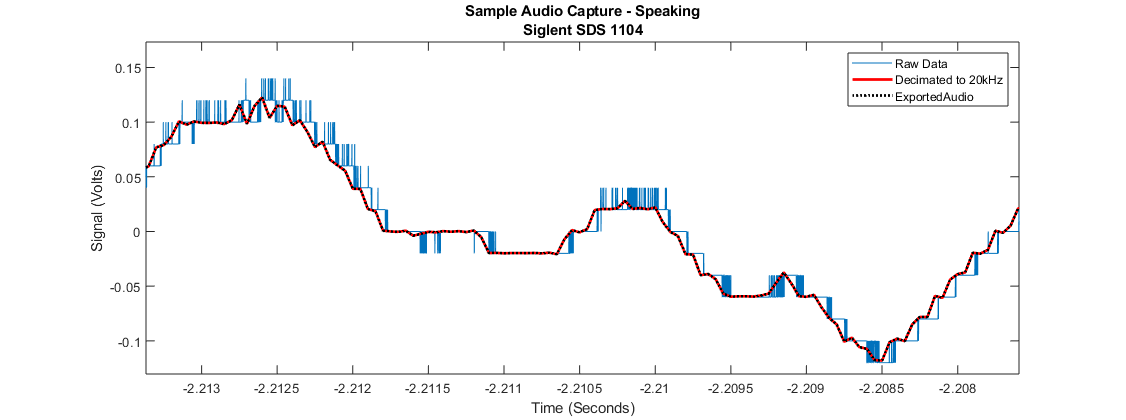 Sample Audio Capture - Speaking
Siglent SDS 1104
Raw Data
Decimated to 20kHz
ExportedAudio
Signal (Volts)
0.15
0.1
0.05
0
-0.05
-0.1
-2.213 -2.2125 -2.212 -2.2115 -2.211 -2.2105 -2.21 -2.2095 -2.209 -2.2085 -2.208
Time (Seconds)